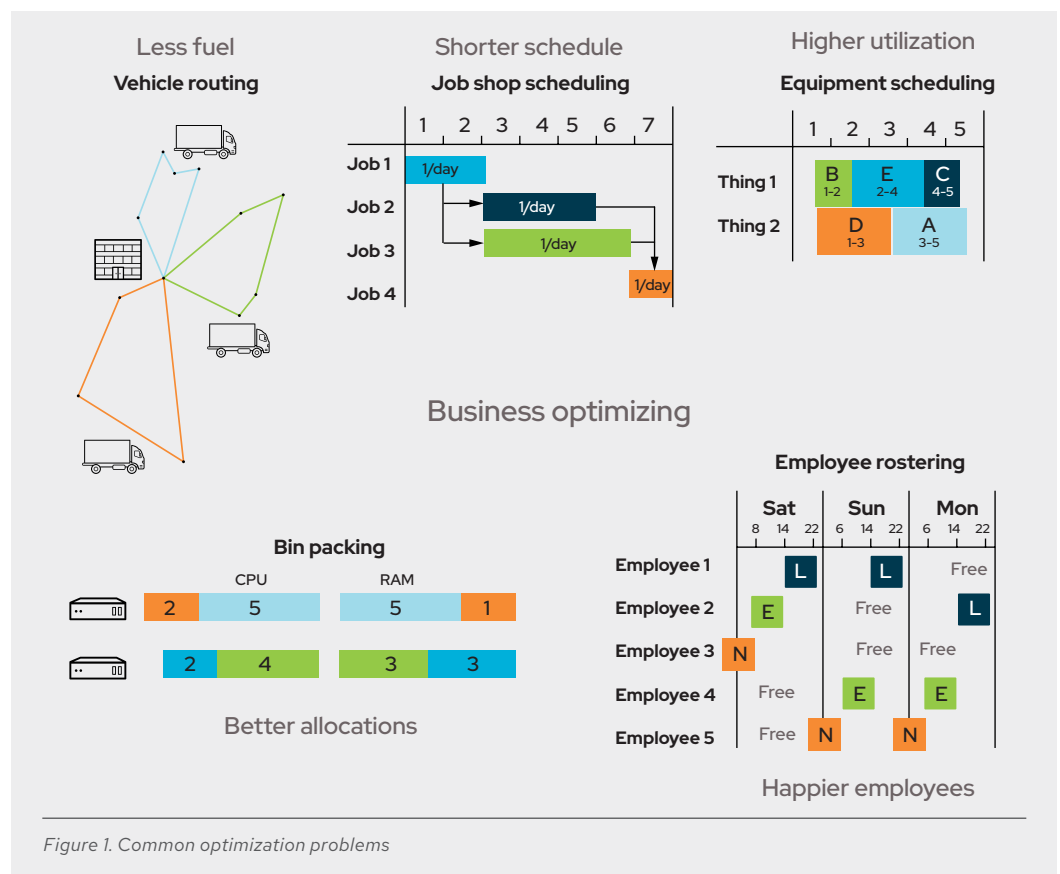 Less fuel
Vehicle routing
Shorter schedule
Job shop scheduling
1 2 3 4 5 6 7
Job 1 1/day
Job 2 1/day
Job 3 1/day
Job 4 1/day
Higher utilization
Equipment scheduling
1 2 3 4 5
Thing 1 B E C
1-2 2-4 4-5
Thing 2 D A
1-3 3-5
Business optimizing
Bin packing
CPU RAM
2 5 5 1
2 4 3 3
Better allocations
Employee rostering
Sat Sun Mon
8 14 22 6 14 22 6 14 22
Employee 1 L L Free
Employee 2 E Free L
Employee 3 N Free Free
Employee 4 Free E E
Employee 5 Free N N
Happier employees
Figure 1. Common optimization problems